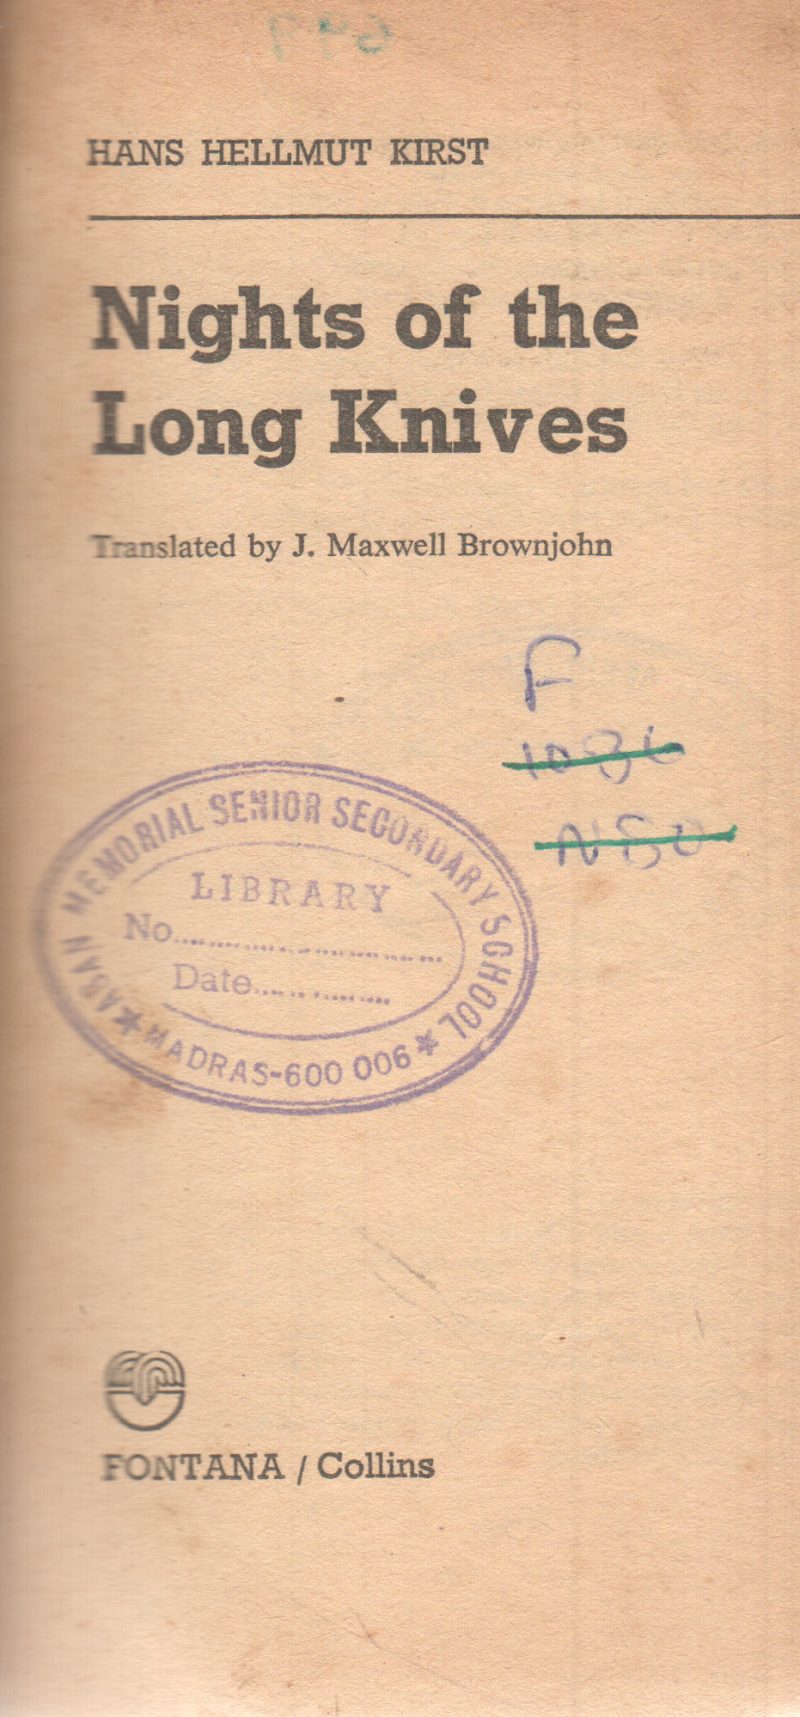 HANS HELLMUT KIRST
Nights of the
Long Knives
Translated by J. Maxwell Brownjohn
F
MEMORIAL SENIOR SECONDARY SCHOOL
LIBRARY
No.
Date
MADRAS-600 006
FONTANA / Collins